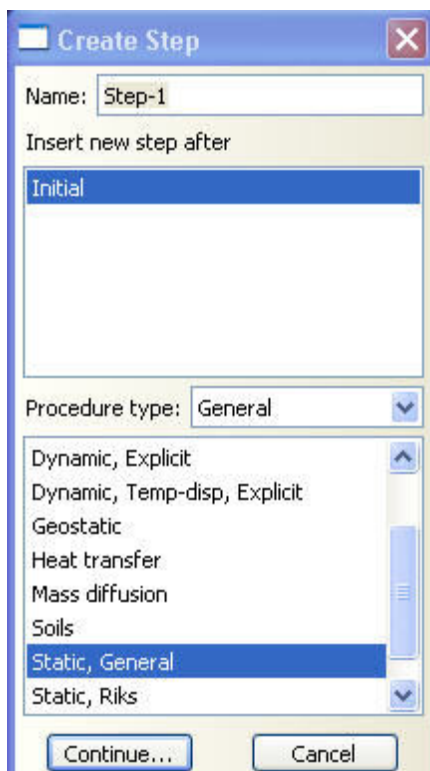 Create Step
Name: Step-1
Insert new step after
Initial
Procedure type: General
Dynamic, Explicit
Dynamic, Temp-disp, Explicit
Geostatic
Heat transfer
Mass diffusion
Soils
Static, General
Static, Riks
Continue... Cancel